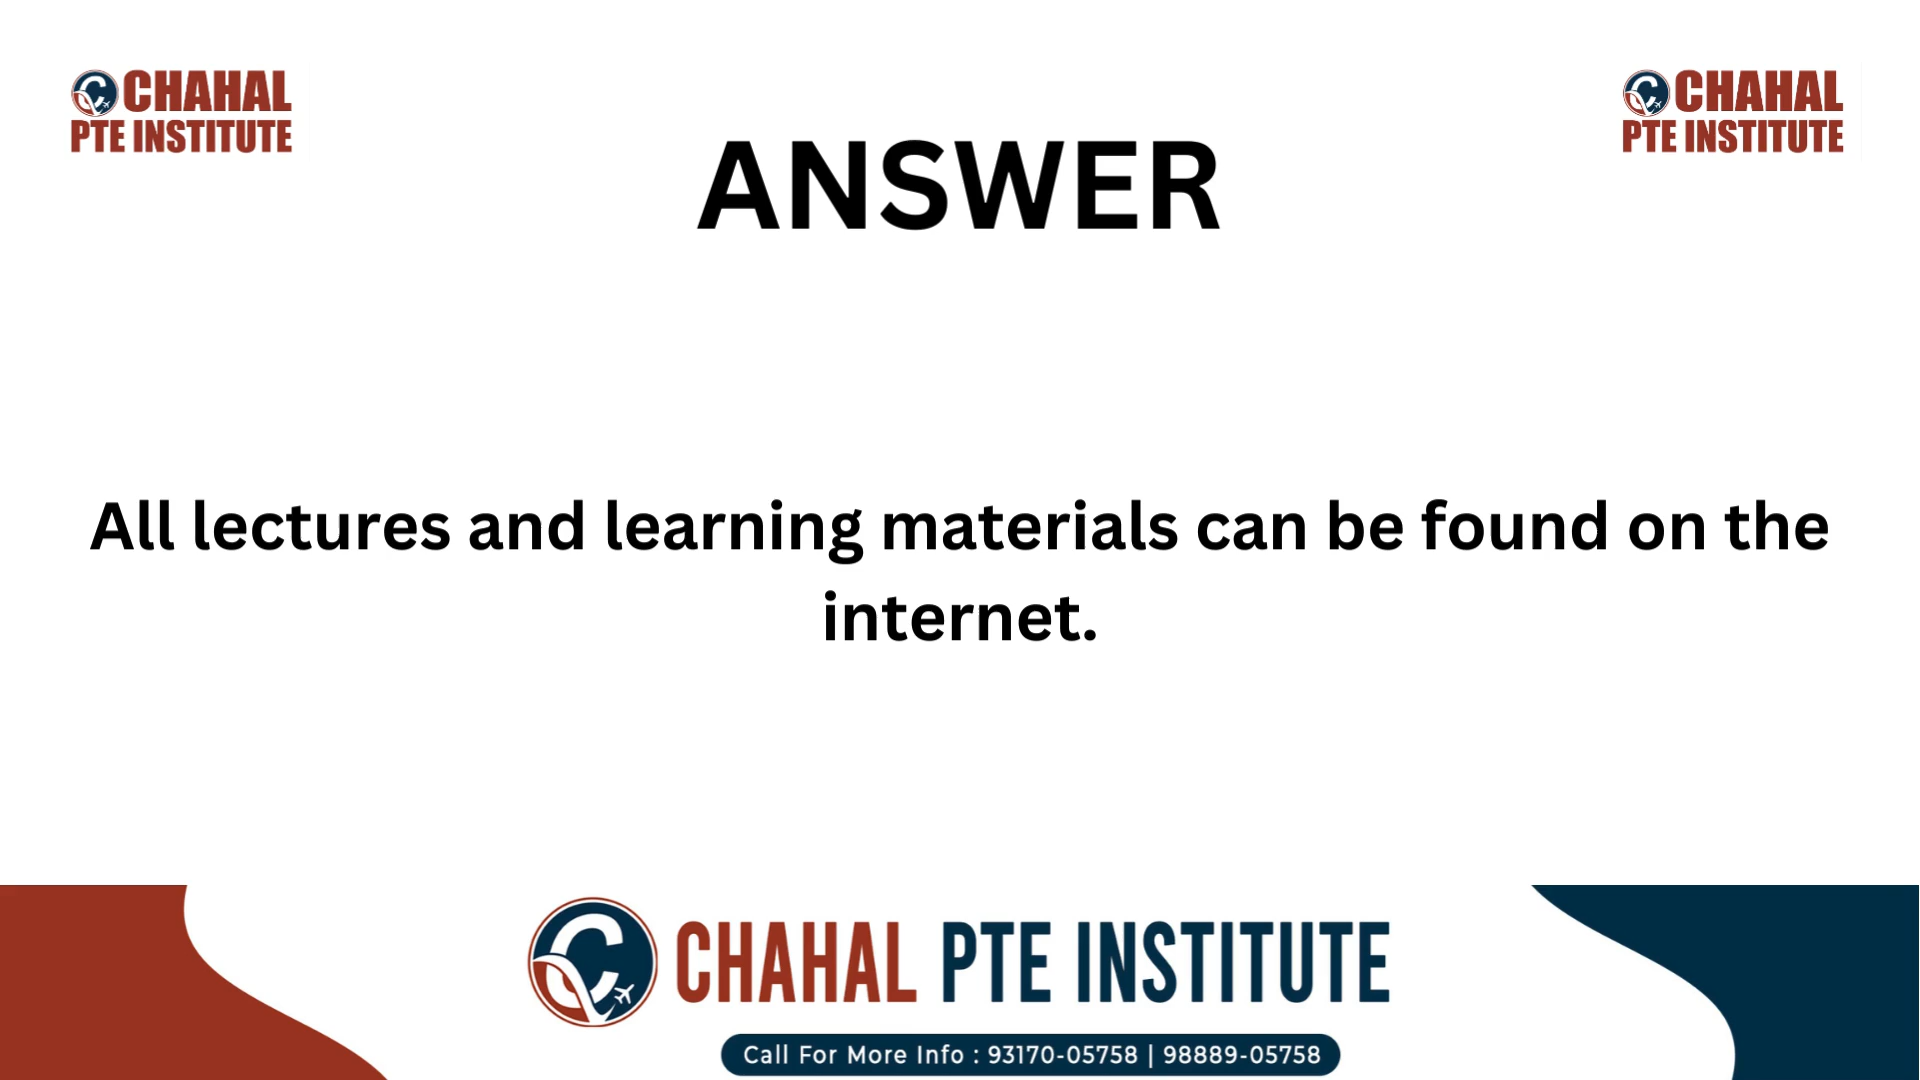 CHAHAL
PTE INSTITUTE
CHAHAL
PTE INSTITUTE
ANSWER
All lectures and learning materials can be found on the
internet.
CHAHAL PTE INSTITUTE
Call For More Info : 93170-05758 | 98889-05758